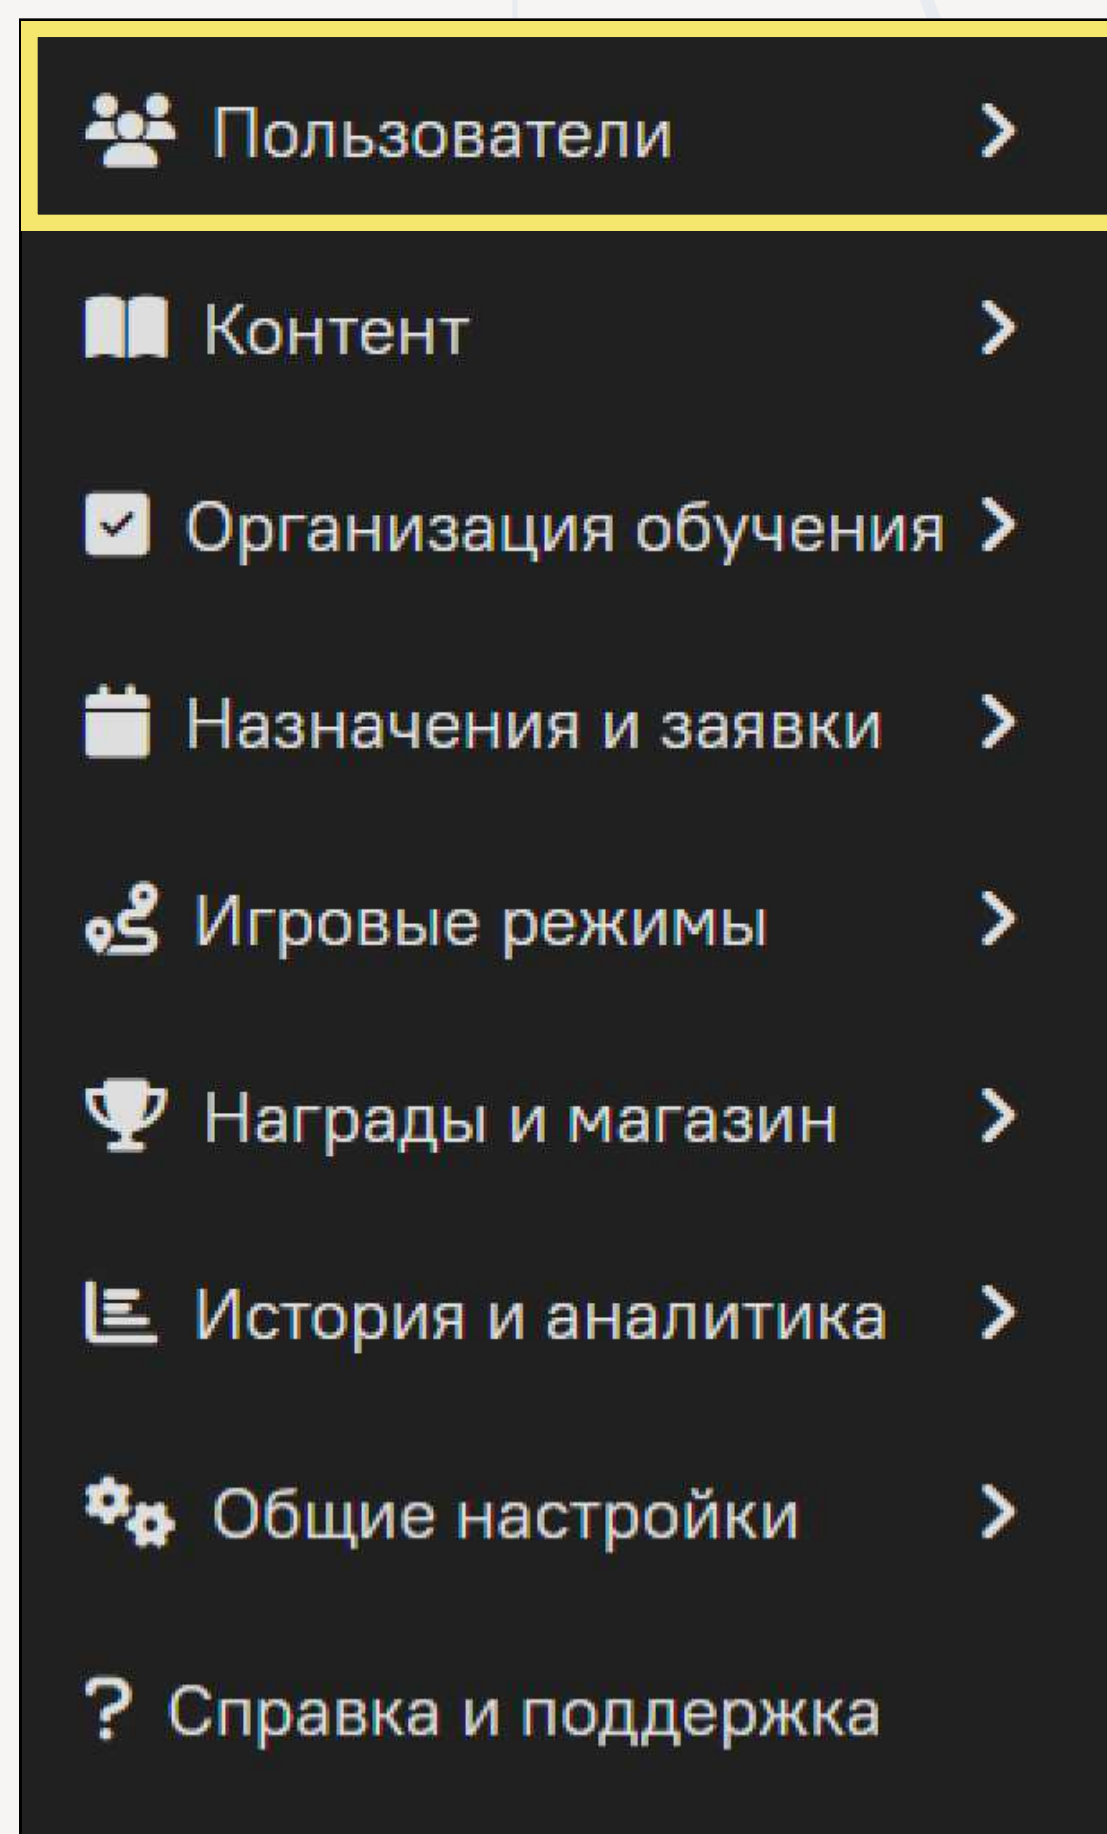 Пользователи
Контент
Организация обучения
Назначения и заявки
Игровые режимы
Награды и магазин
История и аналитика
Общие настройки
? Справка и поддержка